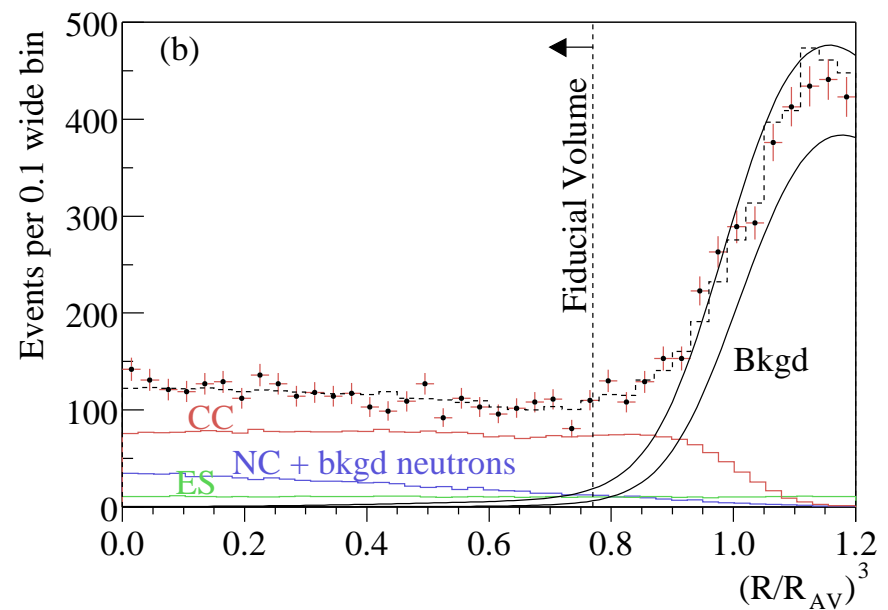 (b)
Events per 0.1 wide bin
500
400
300
200
100
0
Fiducial Volume
Bkgd
CC
NC + bkgd neutrons
ES
0.0 0.2 0.4 0.6 0.8 1.0 1.2
(R/R_AV)^3